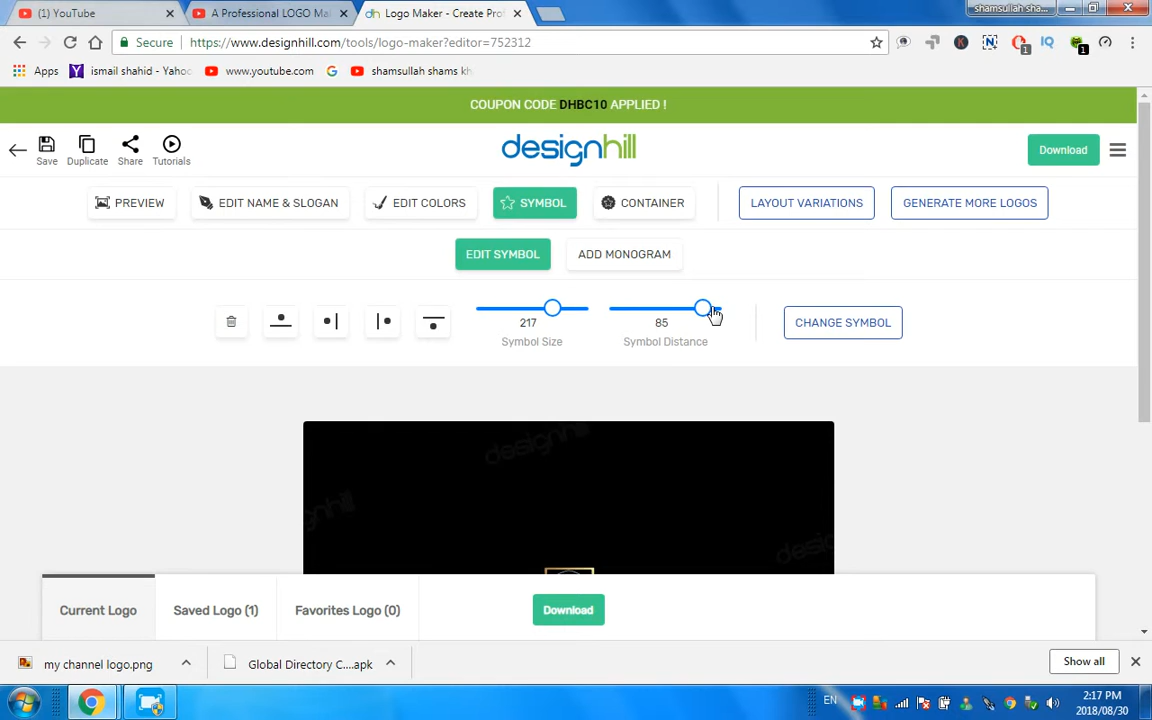 (1) YouTube
A Professional LOGO Ma
Logo Maker - Create Pro
shamsullah sha...
Secure
https://www.designhill.com/tools/logo-maker?editor=752312
Apps
ismail shahid - Yahoo
www.youtube.com
shamsullah shams kh
COUPON CODE DHBC10 APPLIED !
Save
Duplicate
Share
Tutorials
designhill
Download
PREVIEW
EDIT NAME & SLOGAN
EDIT COLORS
SYMBOL
CONTAINER
LAYOUT VARIATIONS
GENERATE MORE LOGOS
EDIT SYMBOL
ADD MONOGRAM
217
Symbol Size
85
Symbol Distance
CHANGE SYMBOL
designhill
Current Logo
Saved Logo (1)
Favorites Logo (0)
Download
my channel logo.png
Global Directory C....apk
Show all
EN
2:17 PM
2018/08/30